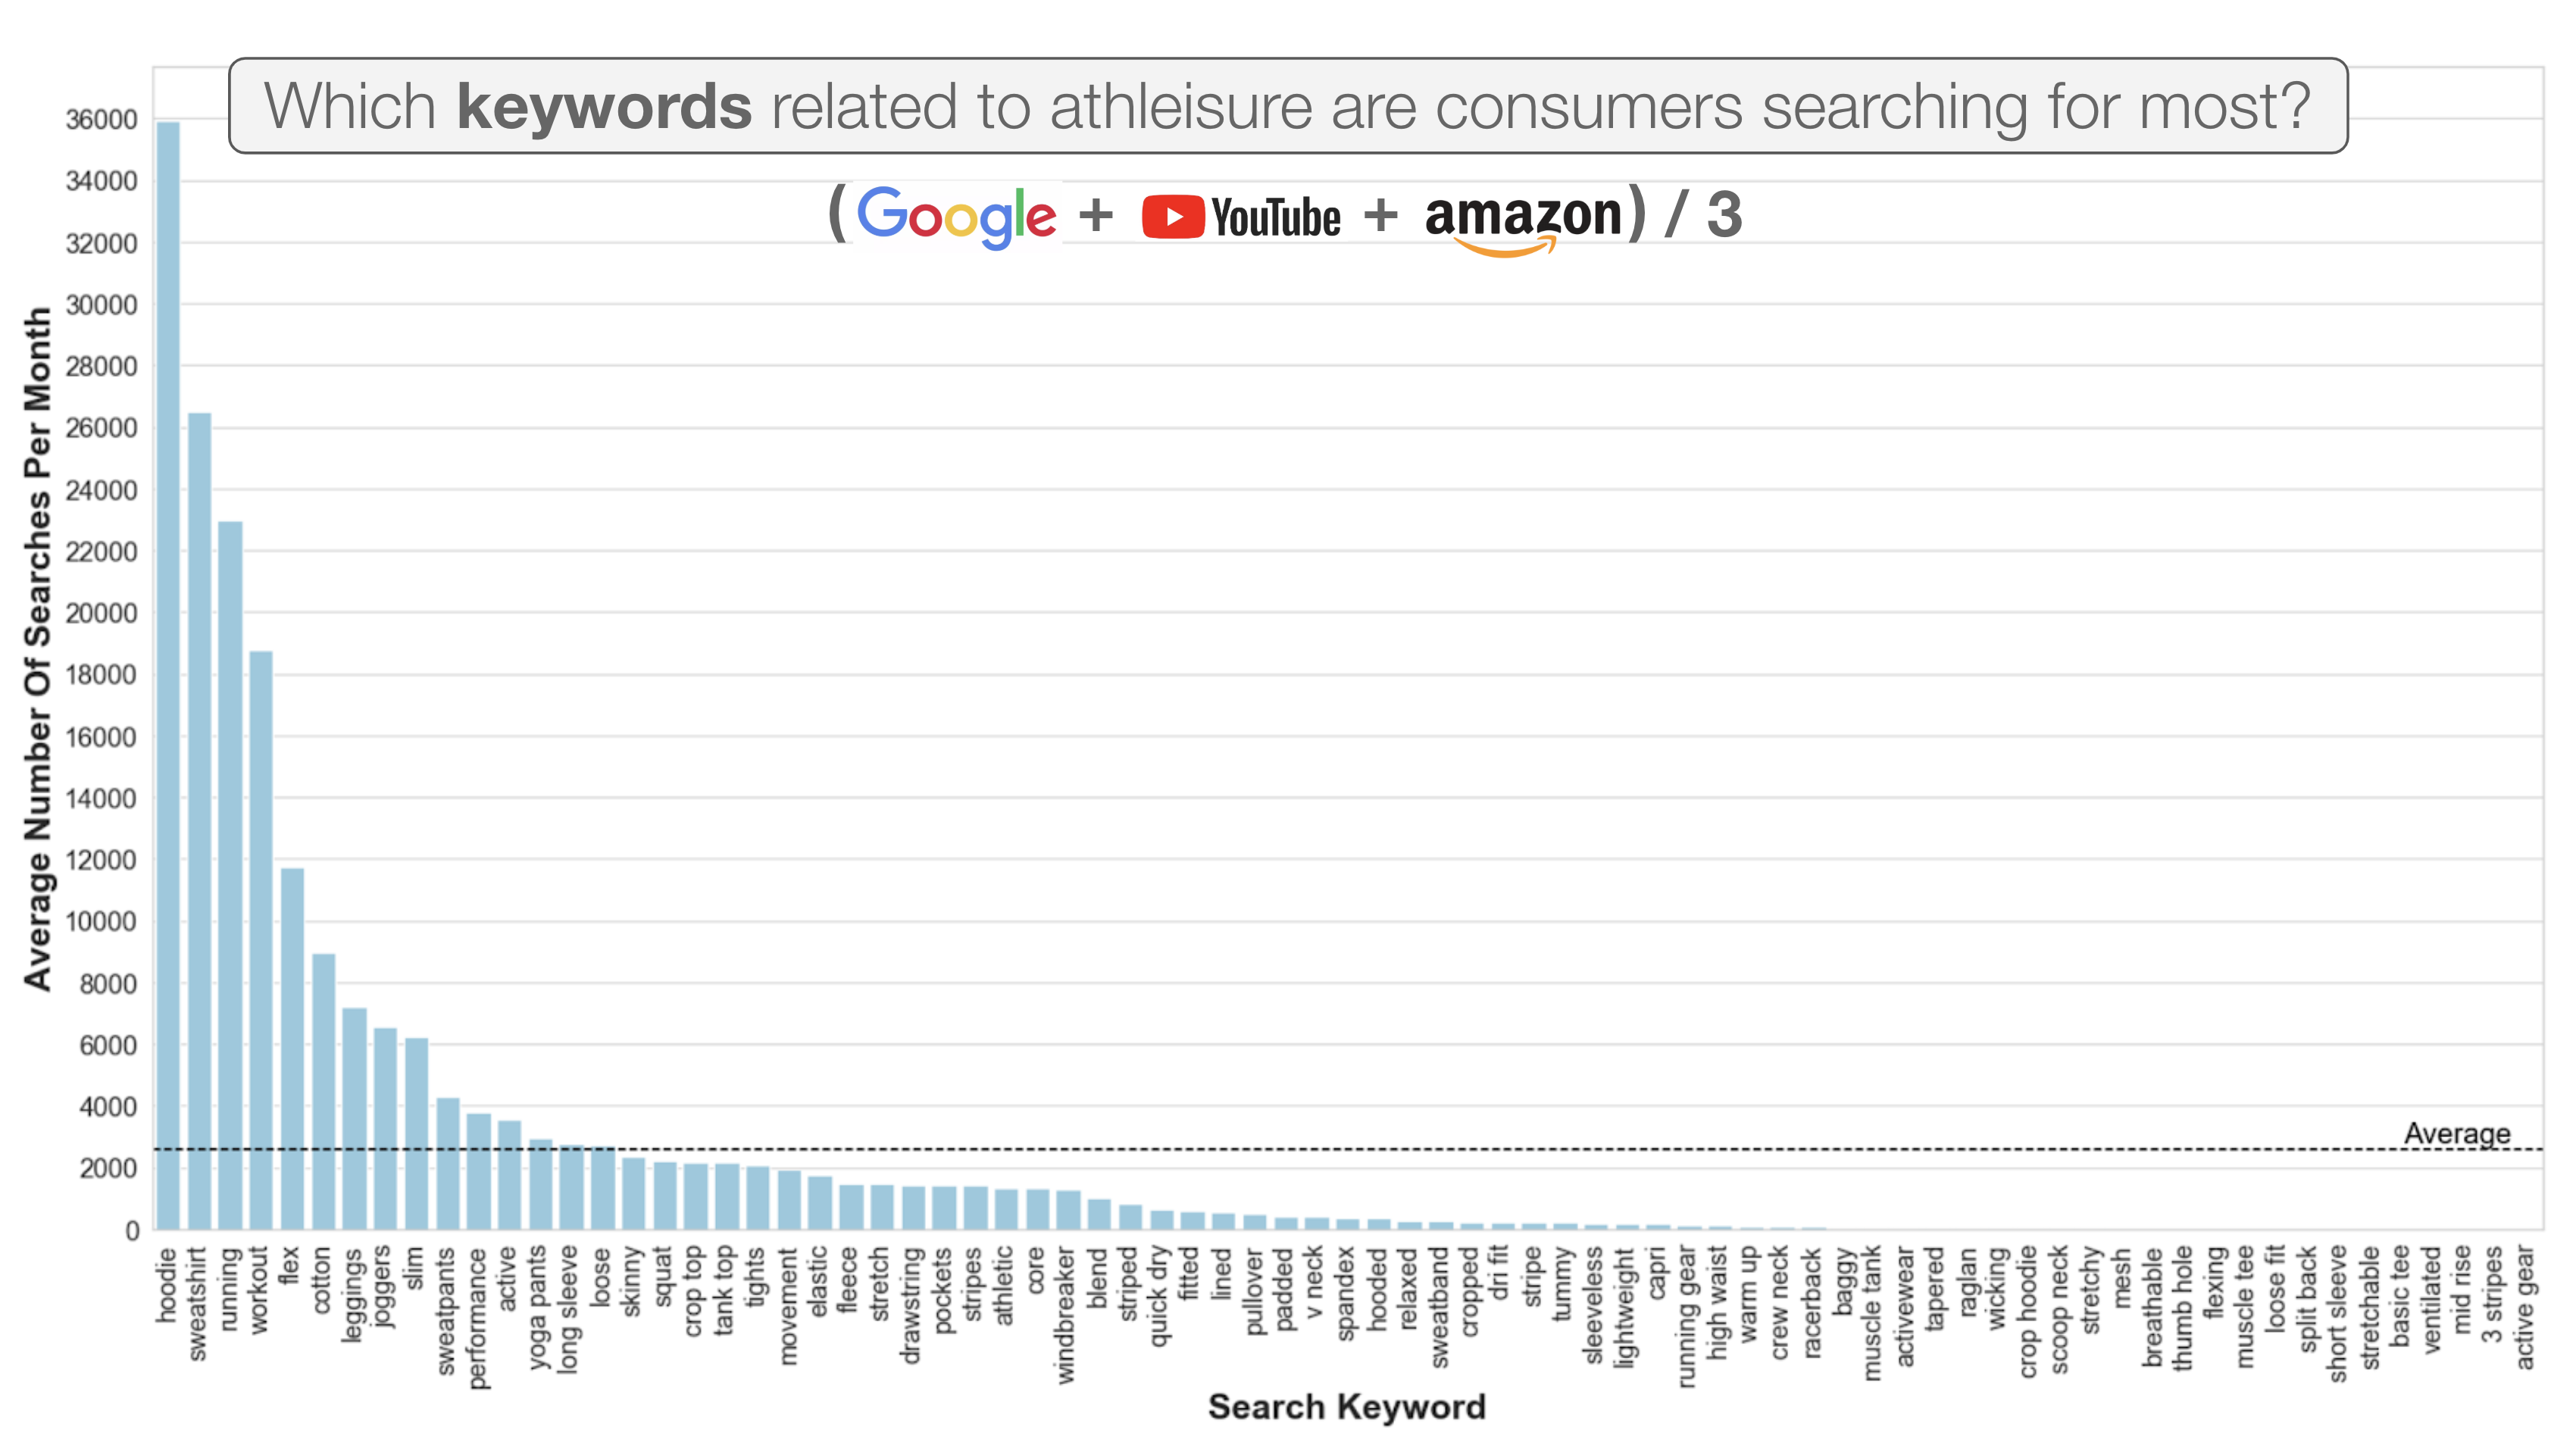 Which keywords related to athleisure are consumers searching for most?
(Google + YouTube + amazon) / 3
Average Number Of Searches Per Month
36000
34000
32000
30000
28000
26000
24000
22000
20000
18000
16000
14000
12000
10000
8000
6000
4000
2000
0
Average
hoodie
sweatshirt
running
workout
flex
cotton
leggings
joggers
slim
sweatpants
performance
active
yoga pants
long sleeve
loose
skinny
squat
crop top
tank top
tights
movement
elastic
fleece
stretch
drawstring
pockets
stripes
athletic
core
windbreaker
blend
striped
quick dry
fitted
lined
pullover
padded
v neck
spandex
hooded
relaxed
sweatband
cropped
dri fit
stripe
tummy
sleeveless
lightweight
capri
running gear
high waist
warm up
crew neck
racerback
baggy
muscle tank
activewear
tapered
raglan
wicking
crop hoodie
scoop neck
stretchy
mesh
breathable
thumb hole
flexing
muscle tee
loose fit
split back
short sleeve
stretchable
basic tee
ventilated
mid rise
3 stripes
active gear
Search Keyword